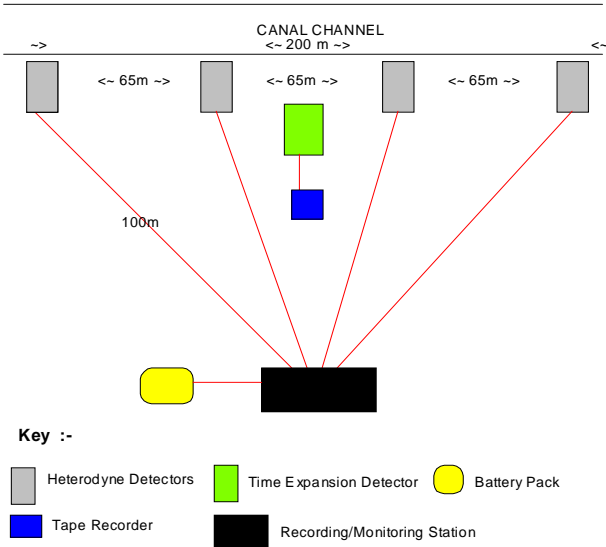 CANAL CHANNEL
~> <~ 200 m ~> <~
<~ 65m ~> <~ 65m ~> <~ 65m ~>
100m
Key :-
Heterodyne Detectors Time Expansion Detector Battery Pack
Tape Recorder Recording/Monitoring Station